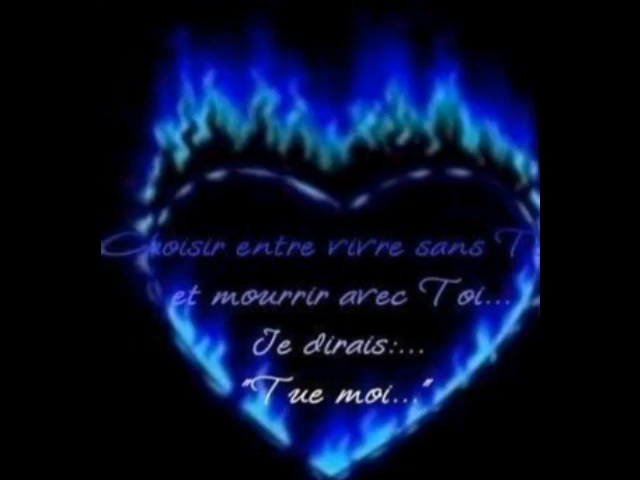 Choisir entre vivre sans T
et mourrir avec Toi...
Je dirais:...
"Tue moi..."